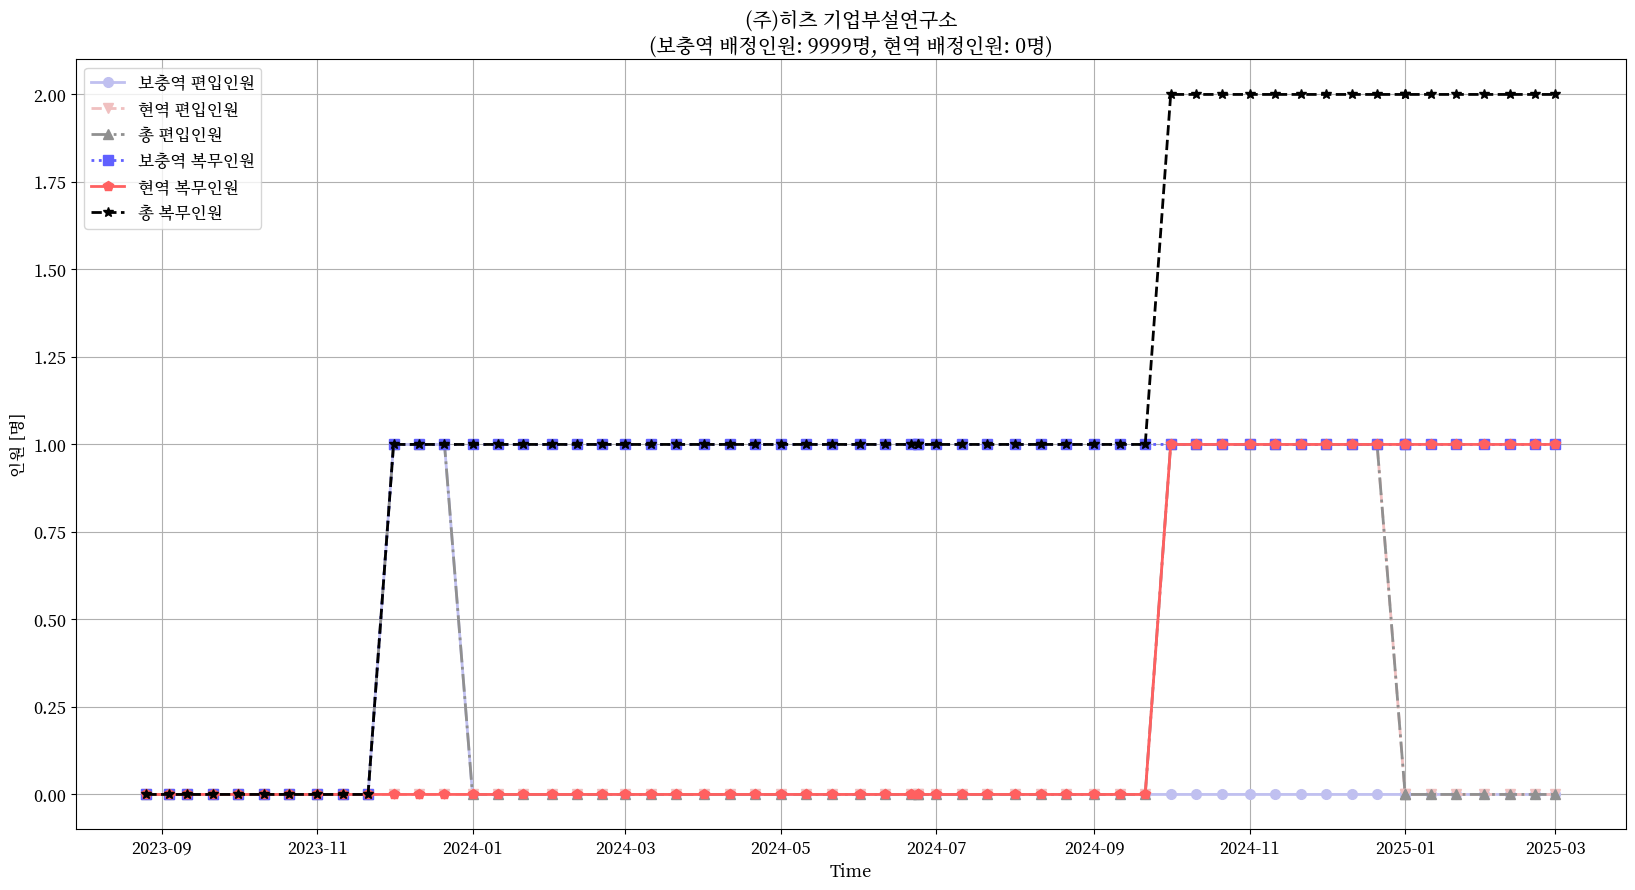 (주)히츠 기업부설연구소
(보충역 배정인원: 9999명, 현역 배정인원: 0명)
보충역 편입인원
현역 편입인원
총 편입인원
보충역 복무인원
현역 복무인원
총 복무인원
2.00
1.75
1.50
1.25
1.00
0.75
0.50
0.25
0.00
인원 [명]
2023-09 2023-11 2024-01 2024-03 2024-05 2024-07 2024-09 2024-11 2025-01 2025-03
Time